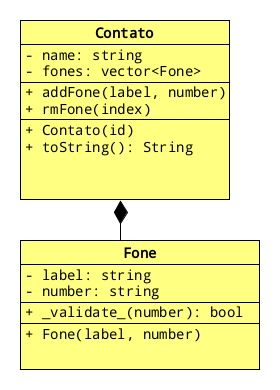 Contato
- name: string
- fones: vector<Fone>
+ addFone(label, number)
+ rmFone(index)
+ Contato(id)
+ toString(): String
Fone
- label: string
- number: string
+ _validate_(number): bool
+ Fone(label, number)